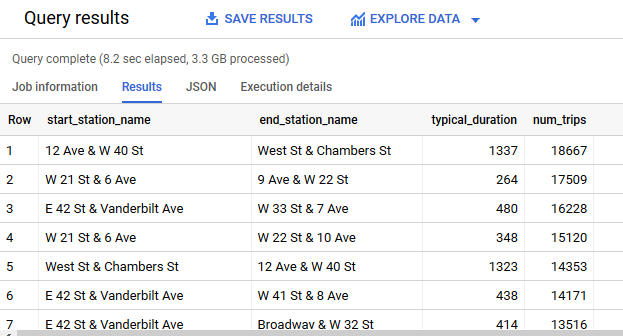 Query results SAVE RESULTS EXPLORE DATA
Query complete (8.2 sec elapsed, 3.3 GB processed)
Job information Results JSON Execution details
Row start_station_name end_station_name typical_duration num_trips
1 12 Ave & W 40 St West St & Chambers St 1337 18667
2 W 21 St & 6 Ave 9 Ave & W 22 St 264 17509
3 E 42 St & Vanderbilt Ave W 33 St & 7 Ave 480 16228
4 W 21 St & 6 Ave W 22 St & 10 Ave 348 15120
5 West St & Chambers St 12 Ave & W 40 St 1323 14353
6 E 42 St & Vanderbilt Ave W 41 St & 8 Ave 438 14171
7 E 42 St & Vanderbilt Ave Broadway & W 32 St 414 13516